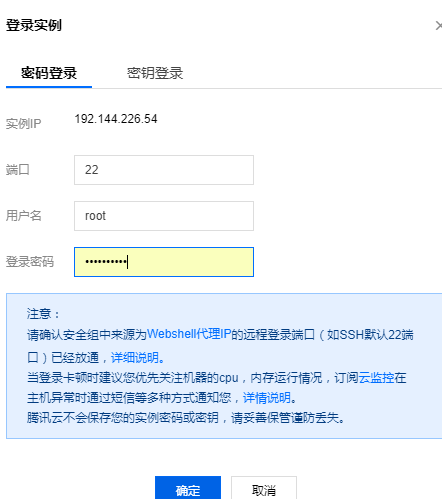 登录实例
密码登录 密钥登录
实例IP 192.144.226.54
端口 22
用户名 root
登录密码 ••••••••••
注意：
请确认安全组中来源为Webshell代理IP的远程登录端口（如SSH默认22端
口）已经放通，详细说明。
当登录卡顿时建议您优先关注机器的cpu，内存运行情况，订阅云监控在
主机异常时通过短信等多种方式通知您，详情说明。
腾讯云不会保存您的实例密码或密钥，请妥善保管谨防丢失。
确定 取消